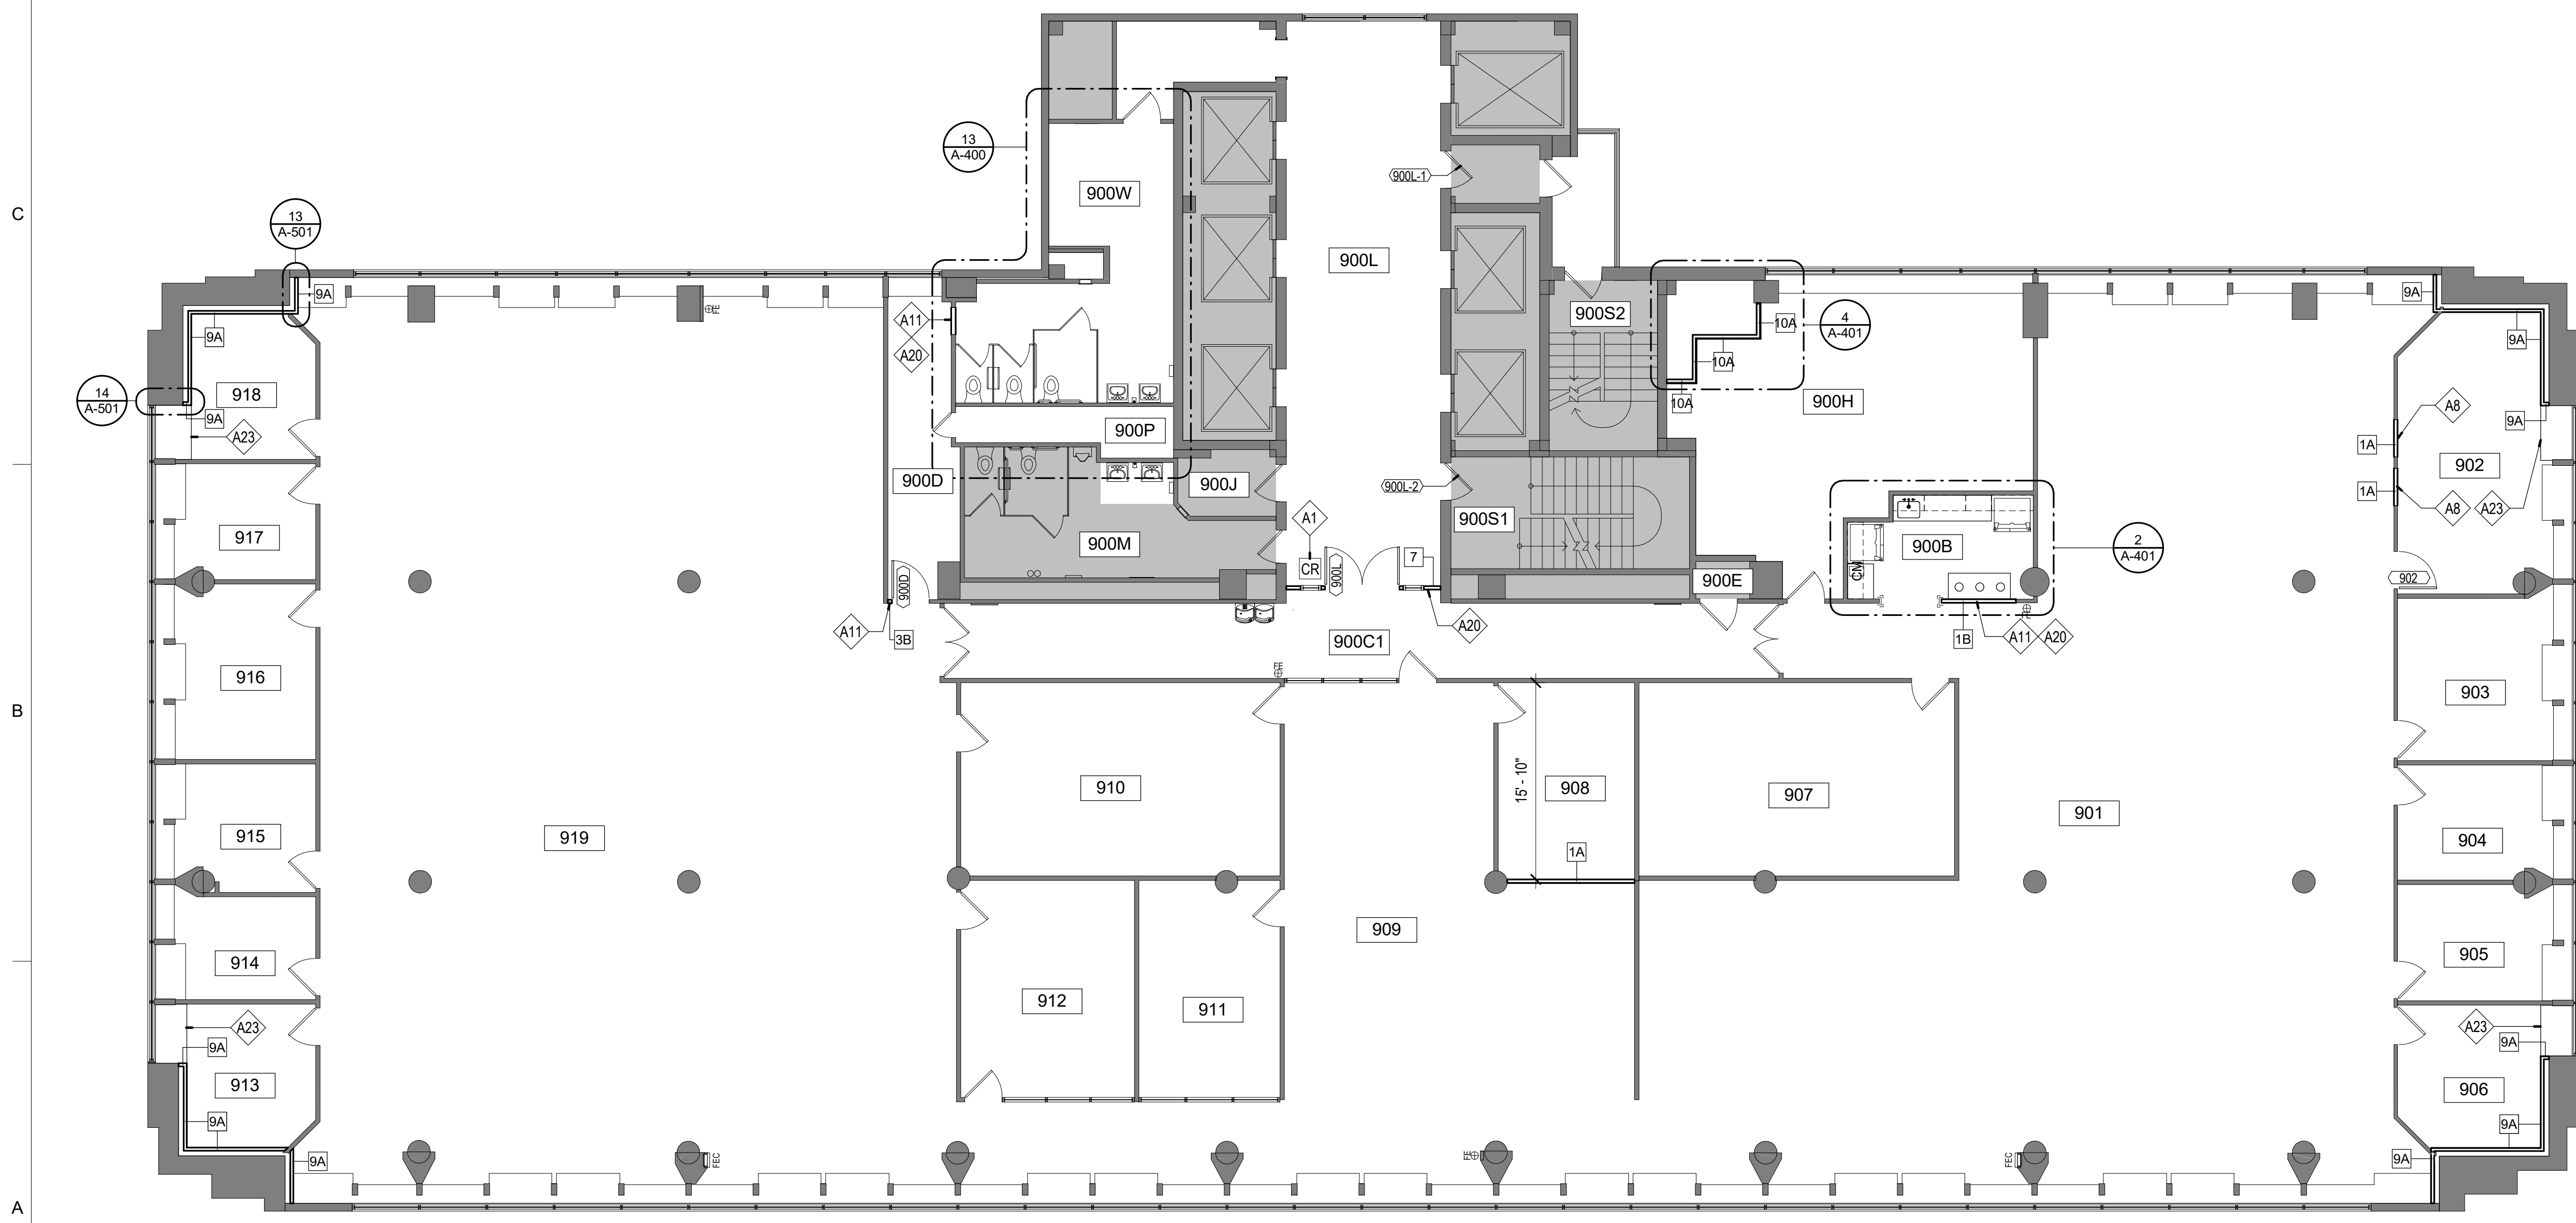 13
A-400
900W
900L-1
C
13
A-501
900L
9A
FE
A11
900S2
10A
4
A-401
9A
9A
9A
A20
10A
9A
14
A-501
918
9A
A23
900P
10A
900H
A8
9A
1A
902
900D
900J
900L-2
1A
A8
A23
917
900M
A1
CR
900L
7
900S1
900B
CM
2
A-401
900D
900E
902
A11
3B
900C1
A20
1B
A11
A20
FE
916
FE
903
B
15' - 10"
910
908
907
901
915
919
904
1A
909
914
905
912
911
A23
A23
9A
9A
913
906
9A
9A
9A
FEC
FE
FEC
9A
A